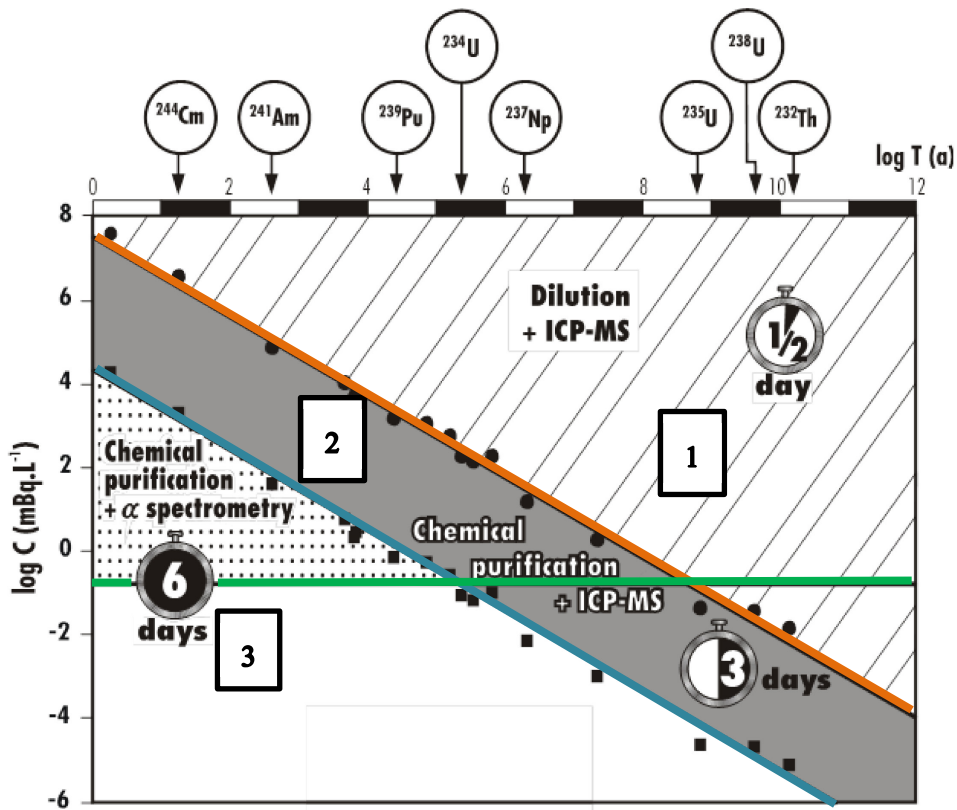 ²³⁴U
²³⁸U
²⁴⁴Cm
²⁴¹Am
²³⁹Pu
²³⁷Np
²³⁵U
²³²Th
log T (a)
0 2 4 6 8 10 12
8
6
4
2
0
-2
-4
-6
log C (mBq.L⁻¹)
Dilution
+ ICP-MS
1/2
day
1
2
Chemical
purification
+ α spectrometry
Chemical
purification
+ ICP-MS
6
days
3
3
days